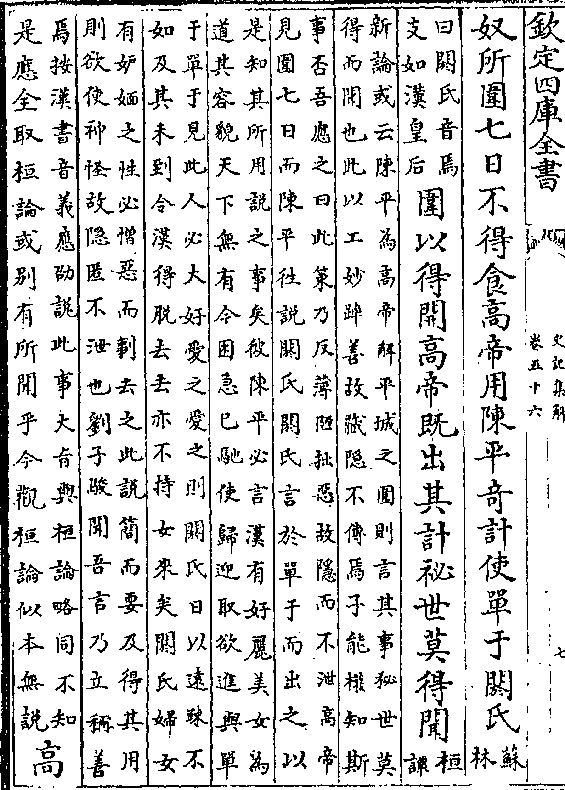 欽定四庫全書
史記集解
卷五十六
七
奴所圍七日不得食高帝用陳平奇計使單于閼氏
蘇
林
曰閼氏音焉
支如漢皇后
圍以得開高帝既出其計祕世莫得聞
桓
譚
新論或云陳平為高帝解平城之圍則言其事秘世莫
得而聞也此以工妙踔善故藏隠不傳焉子能權知斯
事否吾應之曰此策乃反薄陋拙惡故隠而不泄高帝
見圍七日而陳平徃說閼氏閼氏言於單于而出之以
是知其所用說之事矣彼陳平必言漢有好麗美女為
道其容貌天下無有今困急已馳使歸迎取欲進與單
于單于見此人必大好愛之愛之則閼氏日以遠疎不
如及其未到令漢得脫去去亦不持女來矣閼氏婦女
有妒媔之性必憎惡而剬去之此說簡而要及得其用
則欲使神怪故隐匿不泄也劉子駿聞吾言乃立稱善
焉按漢書音義應劭說此事大旨與桓論略同不知
是應全取桓論或别有所聞乎今觀桓論似本無說
高